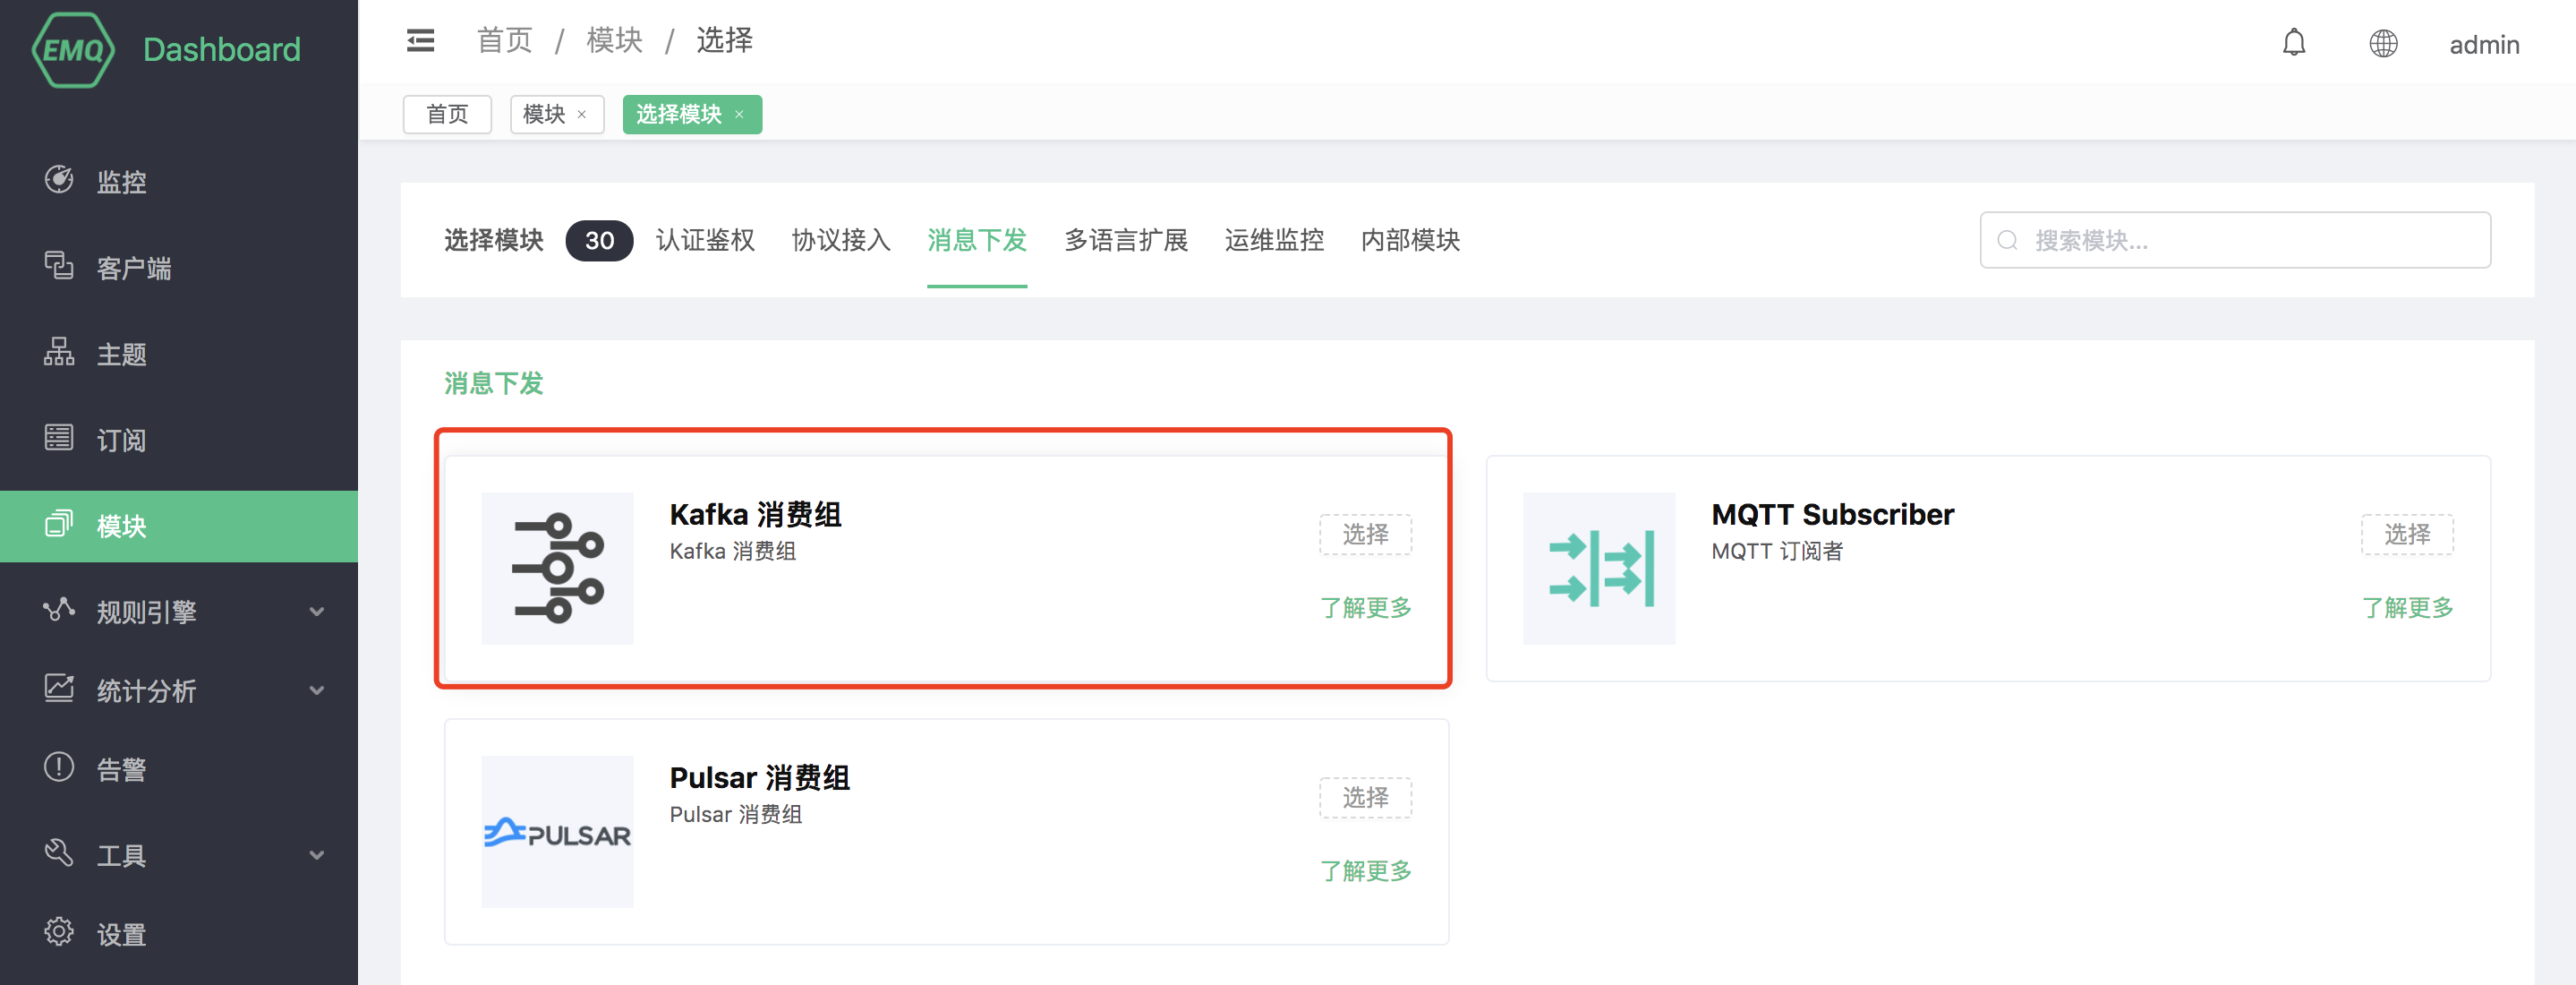 EMQ Dashboard
监控
客户端
主题
订阅
模块
规则引擎
统计分析
告警
工具
设置
首页 / 模块 / 选择
admin
首页 模块 × 选择模块 ×
选择模块 30 认证鉴权 协议接入 消息下发 多语言扩展 运维监控 内部模块
搜索模块...
消息下发
Kafka 消费组
Kafka 消费组
选择
了解更多
MQTT Subscriber
MQTT 订阅者
选择
了解更多
PULSAR
Pulsar 消费组
Pulsar 消费组
选择
了解更多